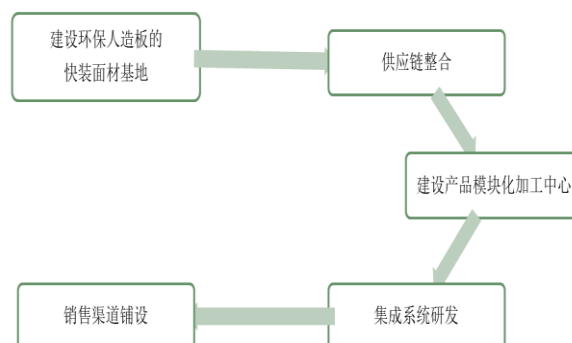 建设环保人造板的
快装面材基地
供应链整合
建设产品模块化加工中心
集成系统研发
销售渠道铺设